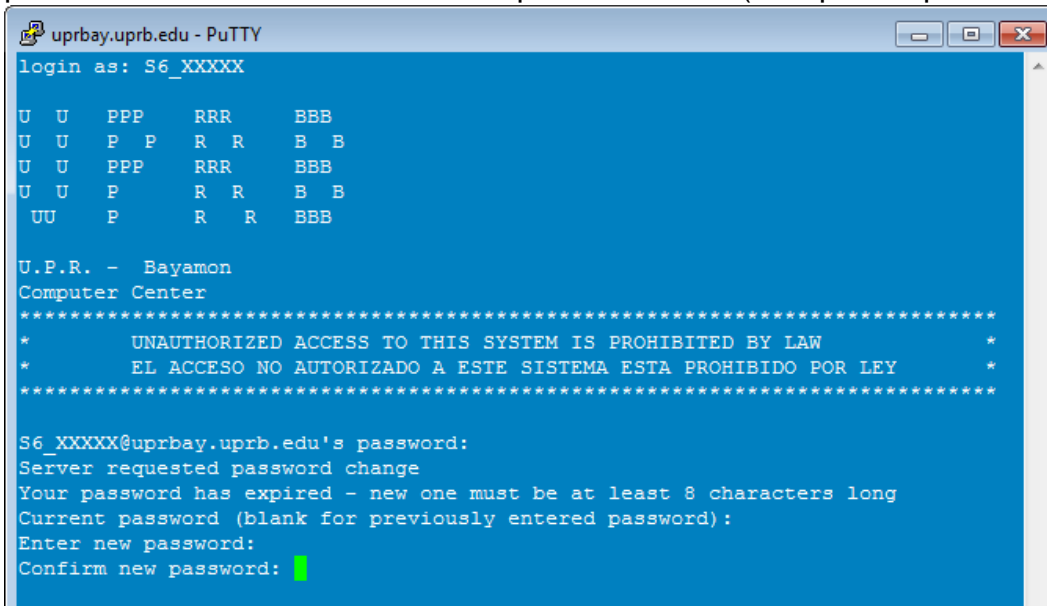 uprbay.uprb.edu - PuTTY
login as: S6_XXXXX
U  U   PPP    RRR     BBB
U  U   P  P   R  R    B  B
U  U   PPP    RRR     BBB
U  U   P      R  R    B  B
 UU    P      R   R   BBB
U.P.R. -  Bayamon
Computer Center
******************************************************************************
*        UNAUTHORIZED ACCESS TO THIS SYSTEM IS PROHIBITED BY LAW             *
*        EL ACCESO NO AUTORIZADO A ESTE SISTEMA ESTA PROHIBIDO POR LEY       *
******************************************************************************
S6_XXXXX@uprbay.uprb.edu's password:
Server requested password change
Your password has expired - new one must be at least 8 characters long
Current password (blank for previously entered password):
Enter new password:
Confirm new password: